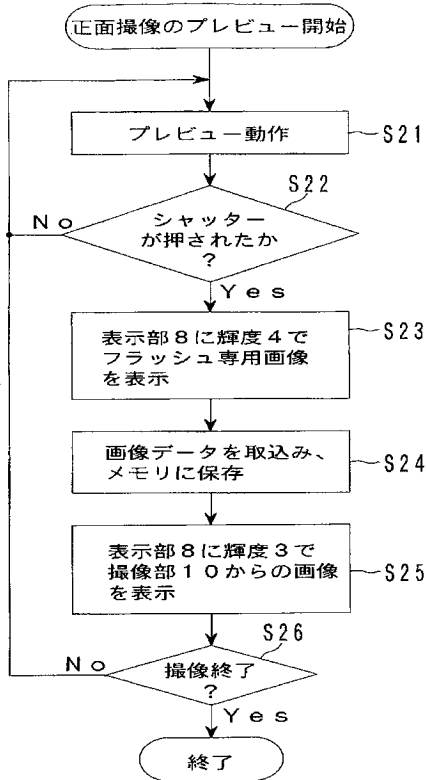 正面撮像のプレビュー開始
プレビュー動作
S21
S22
シャッター
が押されたか
?
No
Yes
表示部8に輝度4で
フラッシュ専用画像
を表示
S23
画像データを取込み、
メモリに保存
S24
表示部8に輝度3で
撮像部10からの画像
を表示
S25
S26
撮像終了
?
No
Yes
終了